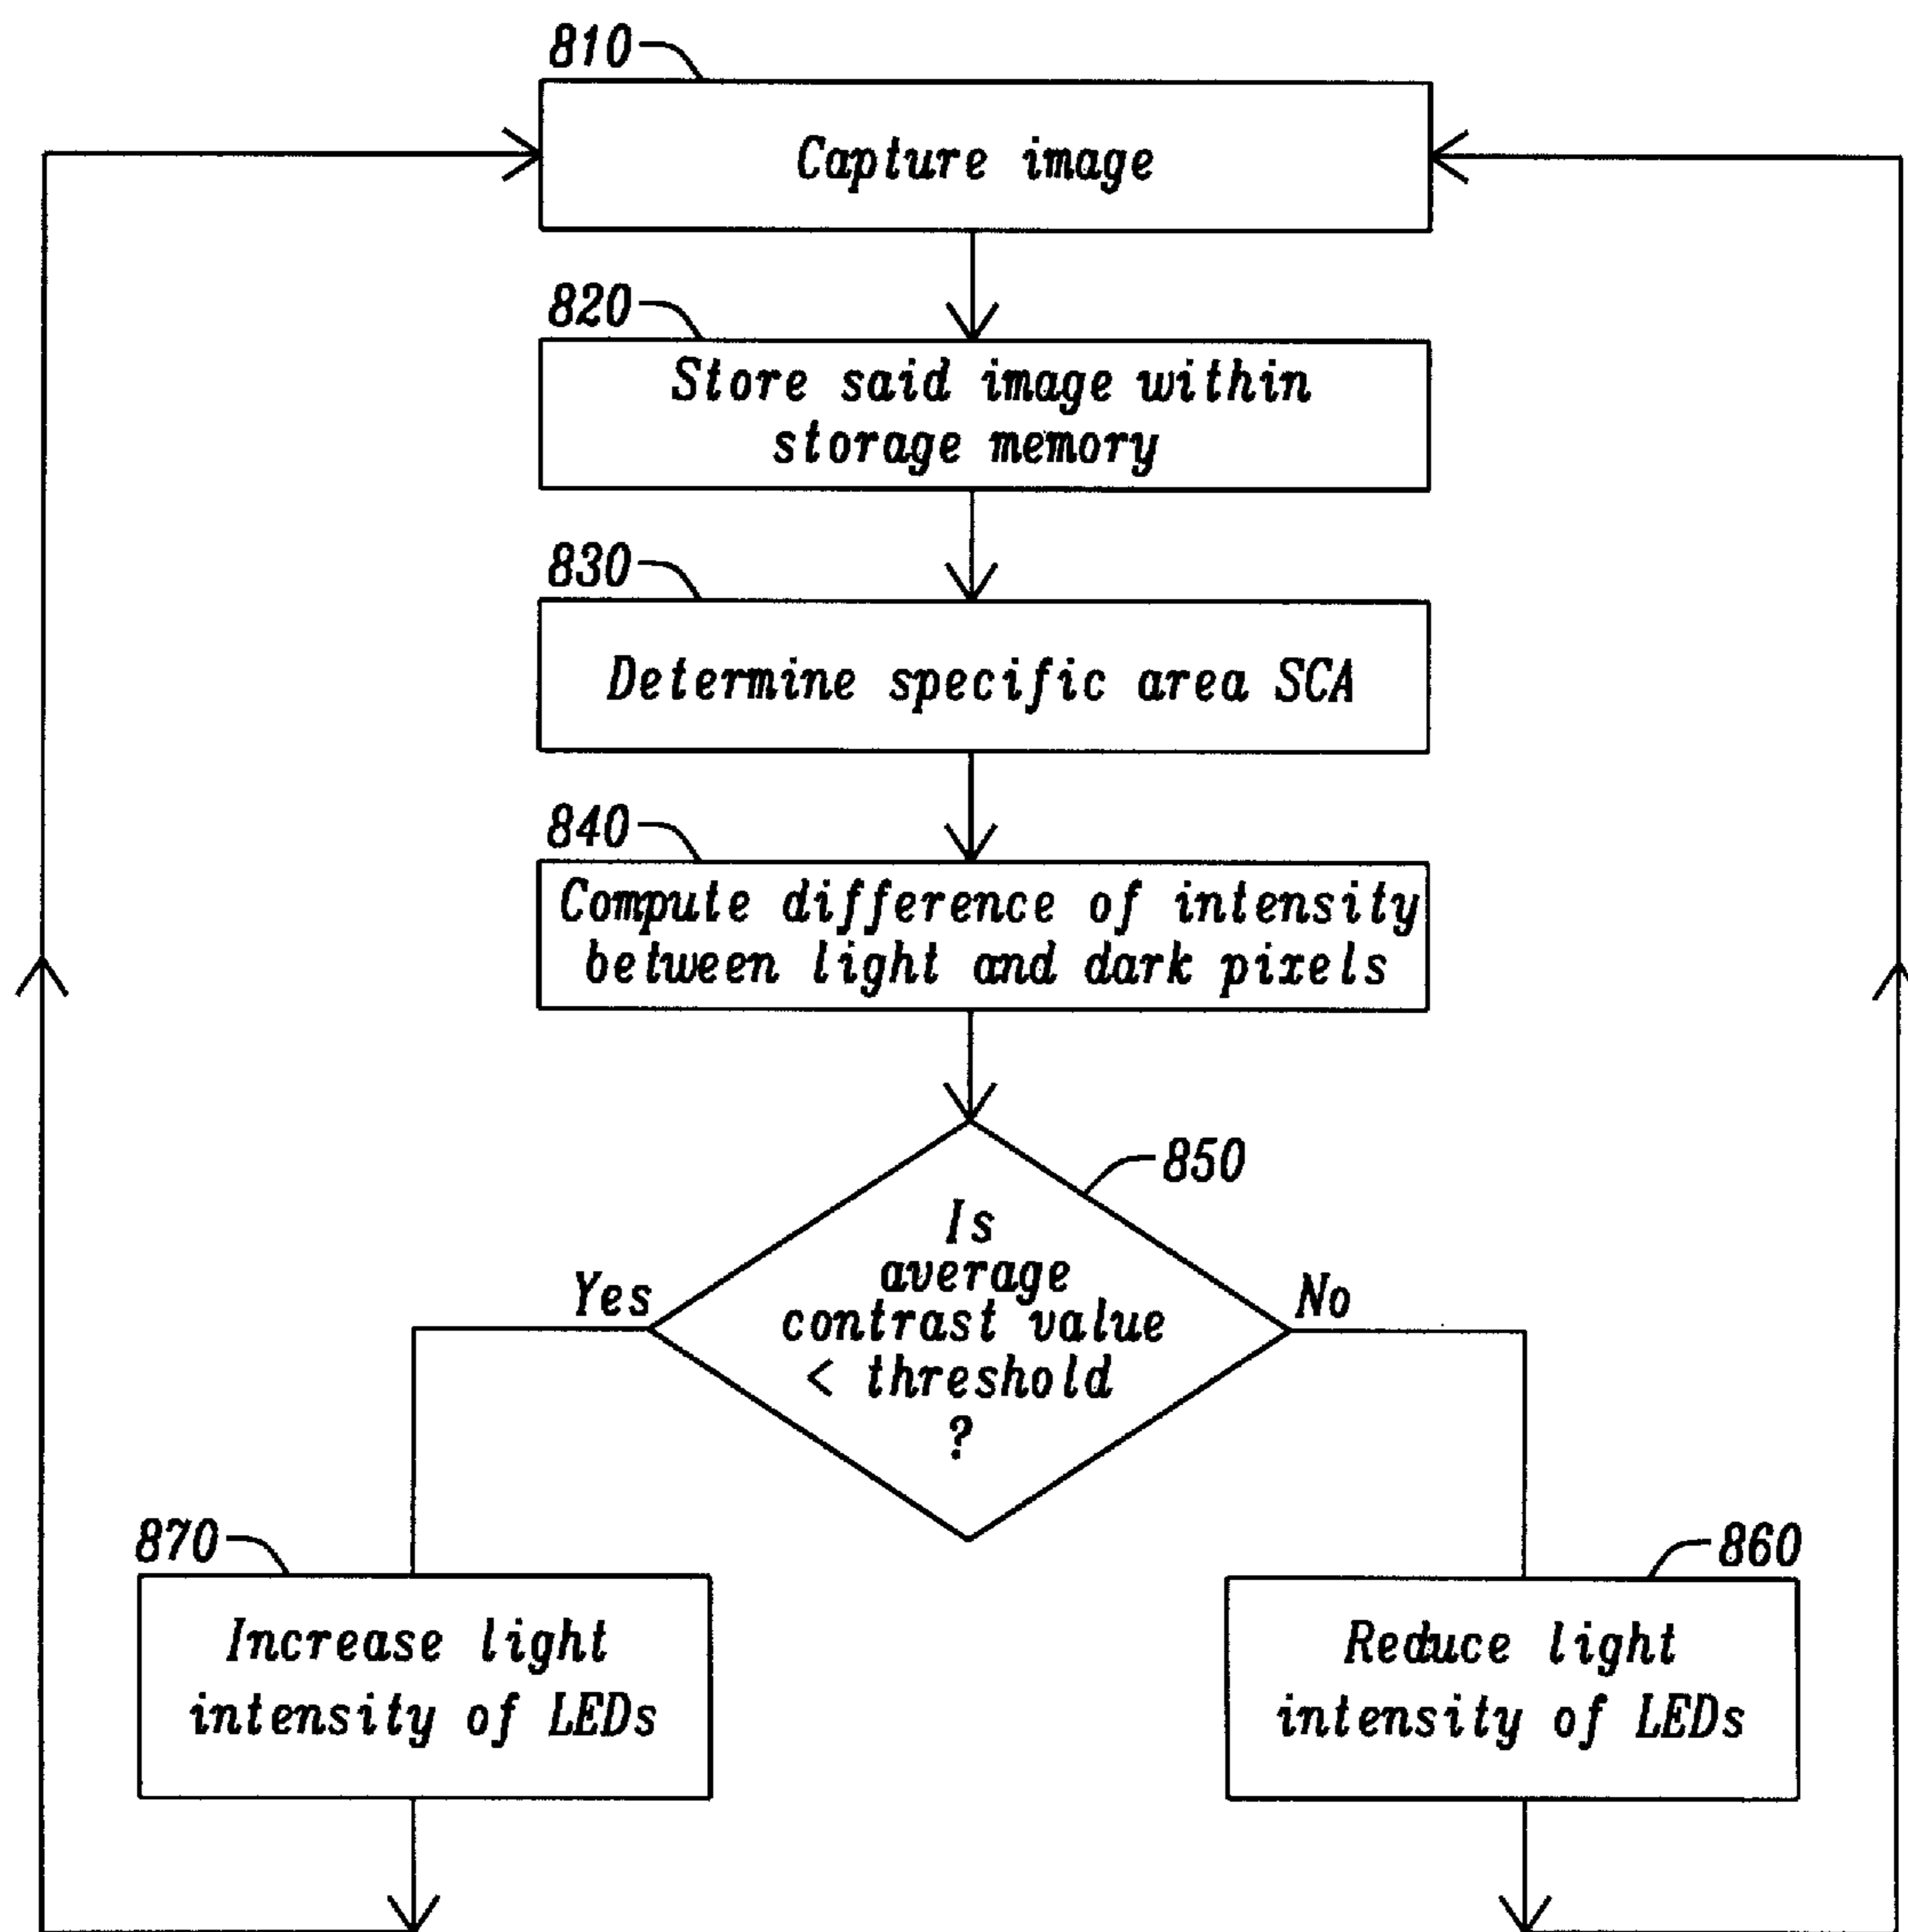 810
Capture image
820
Store said image within
storage memory
830
Determine specific area SCA
840
Compute difference of intensity
between light and dark pixels
850
Is
average
contrast value
< threshold
?
Yes
No
870
Increase light
intensity of LEDs
860
Reduce light
intensity of LEDs